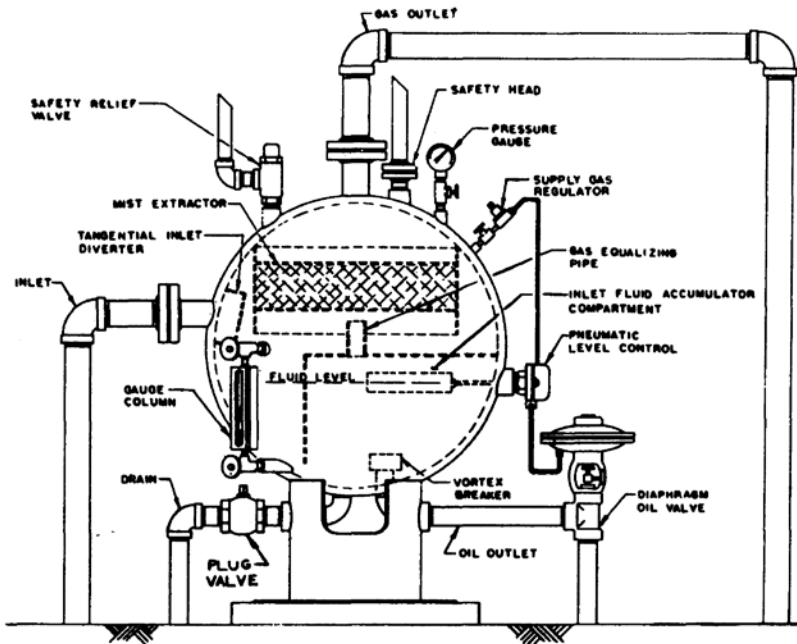 GAS OUTLET
SAFETY RELIEF
VALVE
SAFETY HEAD
PRESSURE
GAUGE
SUPPLY GAS
REGULATOR
MIST EXTRACTOR
TANGENTIAL INLET
DIVERTER
GAS EQUALIZING
PIPE
INLET
INLET FLUID ACCUMULATOR
COMPARTMENT
PNEUMATIC
LEVEL CONTROL
FLUID LEVEL
GAUGE
COLUMN
DRAIN
VORTEX
BREAKER
DIAPHRAGM
OIL VALVE
OIL OUTLET
PLUG
VALVE